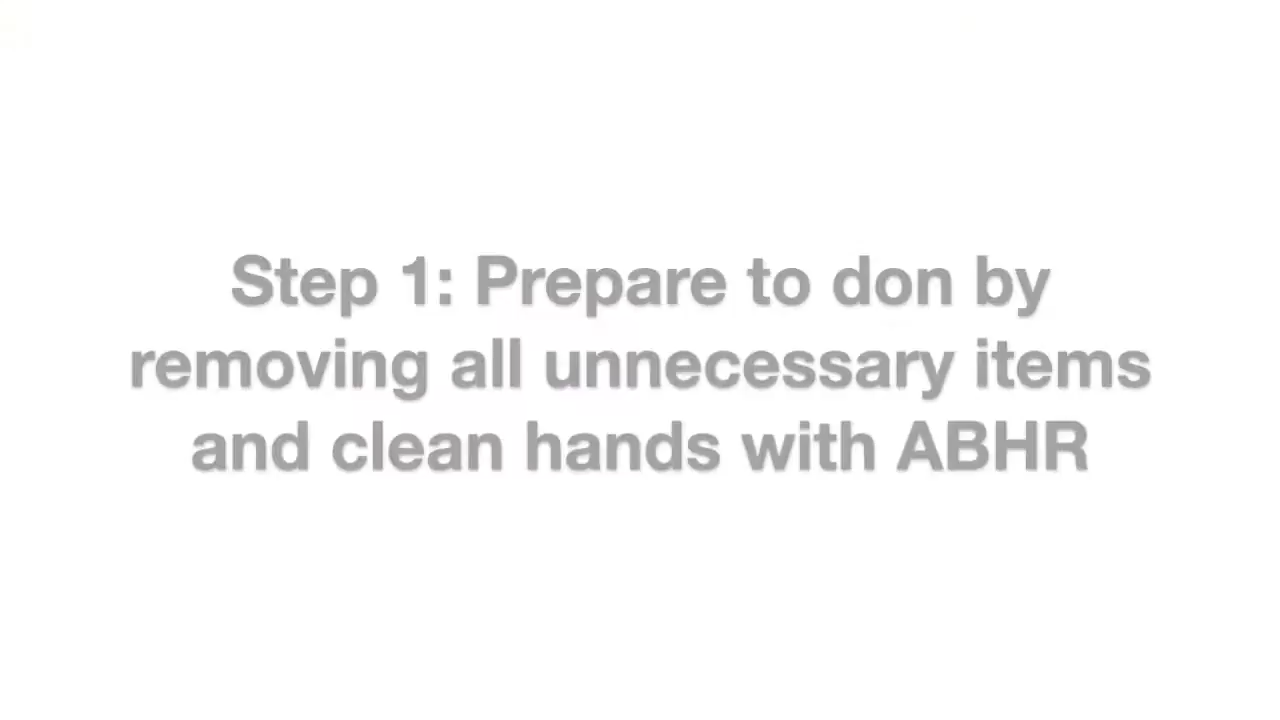 Step 1: Prepare to don by
removing all unnecessary items
and clean hands with ABHR